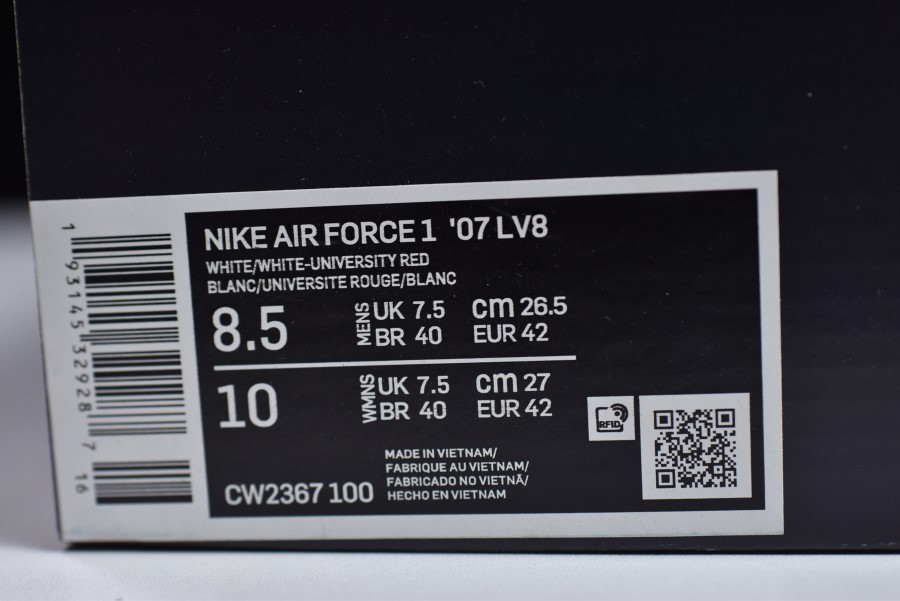 1 93145 32928 7 16
NIKE AIR FORCE 1 '07 LV8
WHITE/WHITE-UNIVERSITY RED
BLANC/UNIVERSITE ROUGE/BLANC
8.5 MENS UK 7.5 cm 26.5
BR 40 EUR 42
10 WMNS UK 7.5 cm 27
BR 40 EUR 42
RFID
MADE IN VIETNAM/
FABRIQUE AU VIETNAM/
FABRICADO NO VIETNÃ/
CW2367 100 HECHO EN VIETNAM